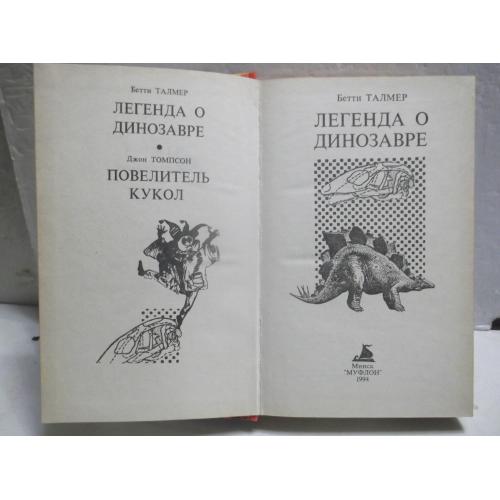 Бетти ТАЛМЕР
ЛЕГЕНДА О
ДИНОЗАВРЕ
Джон ТОМПСОН
ПОВЕЛИТЕЛЬ
КУКОЛ
Бетти ТАЛМЕР
ЛЕГЕНДА О
ДИНОЗАВРЕ
Минск
"МУФЛОН"
1994